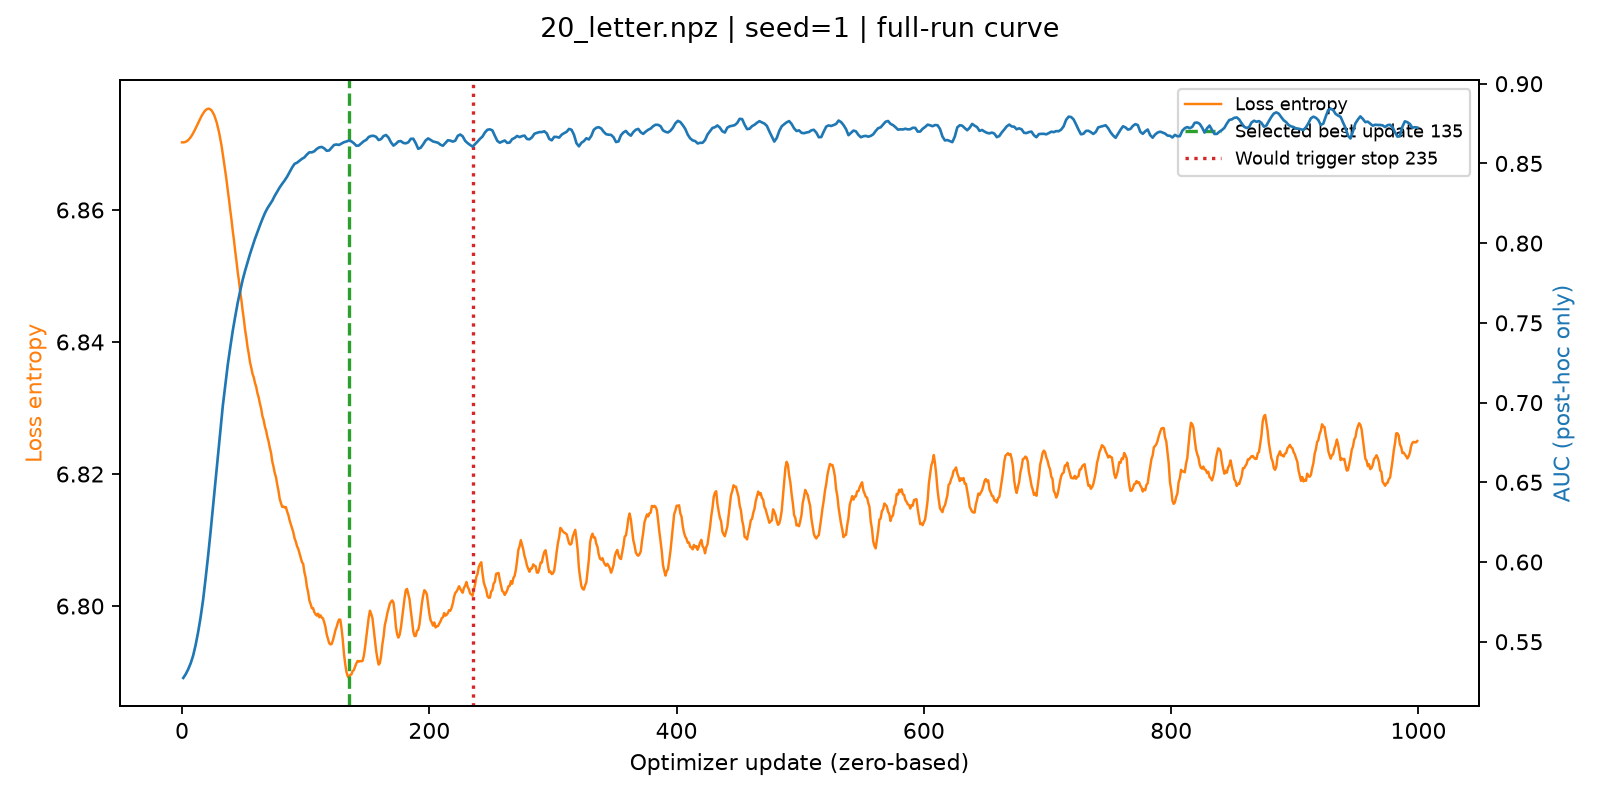 20_letter.npz | seed=1 | full-run curve
Loss entropy
Selected best update 135
Would trigger stop 235
0.90
0.85
0.80
0.75
0.70
0.65
0.60
0.55
6.86
6.84
6.82
6.80
Loss entropy
AUC (post-hoc only)
0
200
400
600
800
1000
Optimizer update (zero-based)